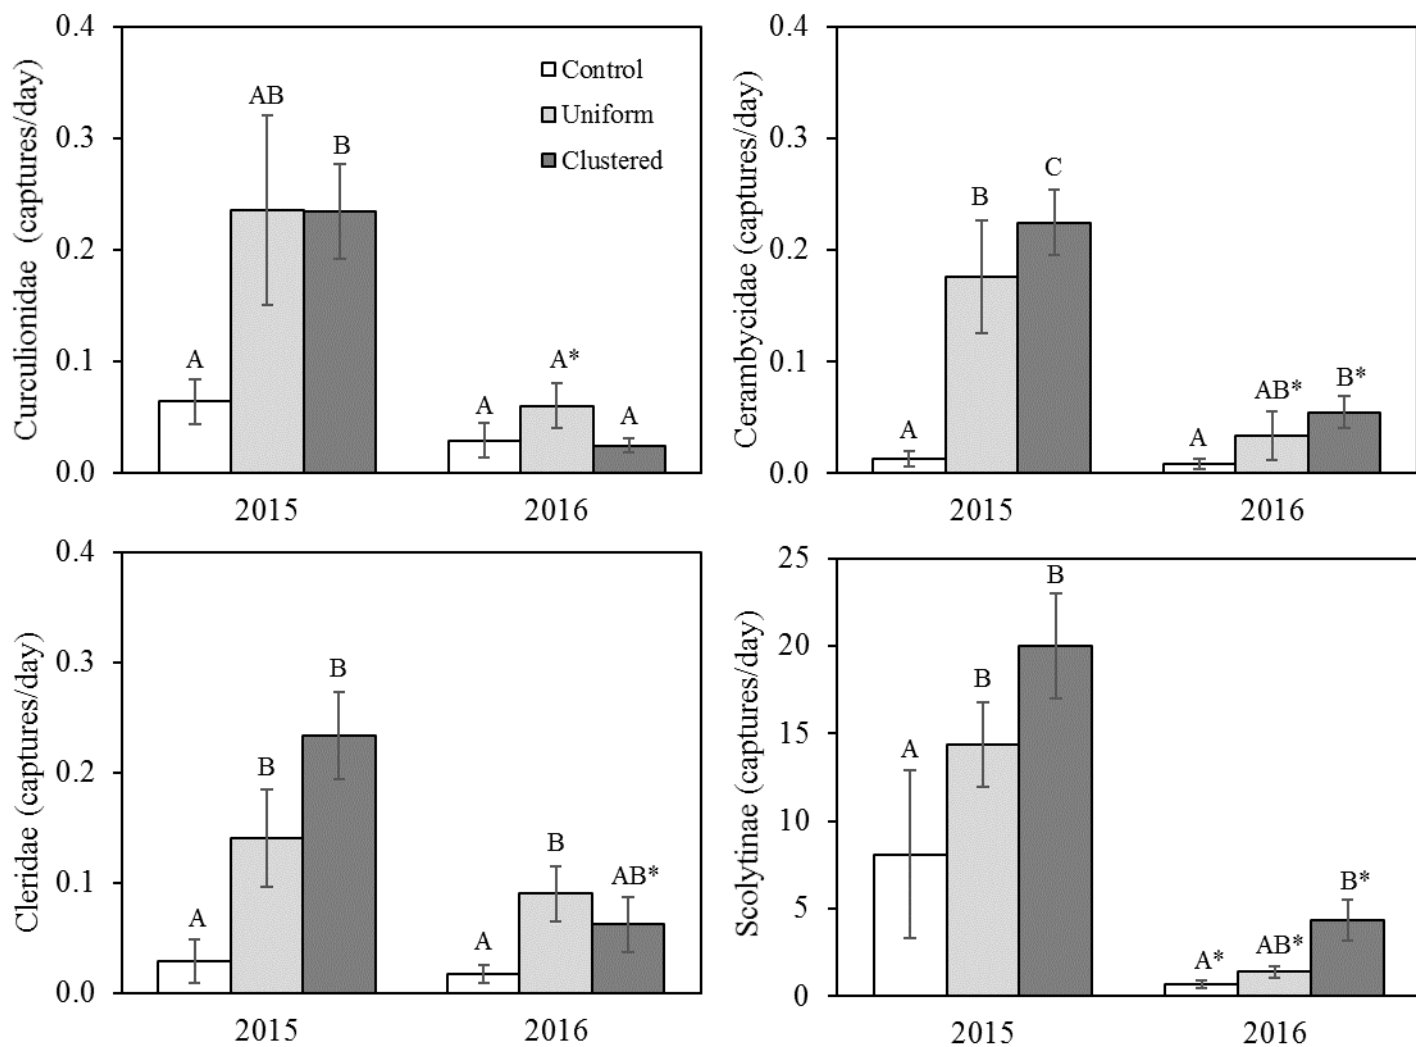 Curculionidae (captures/day)
0.4
0.3
0.2
0.1
0.0
Control
Uniform
Clustered
A
AB
B
A
A*
A
2015
2016
Cerambycidae (captures/day)
0.4
0.3
0.2
0.1
0.0
A
B
C
A
AB*
B*
2015
2016
Cleridae (captures/day)
0.4
0.3
0.2
0.1
0.0
A
B
B
A
B
AB*
2015
2016
Scolytinae (captures/day)
25
20
15
10
5
0
A
B
B
A*
AB*
B*
2015
2016